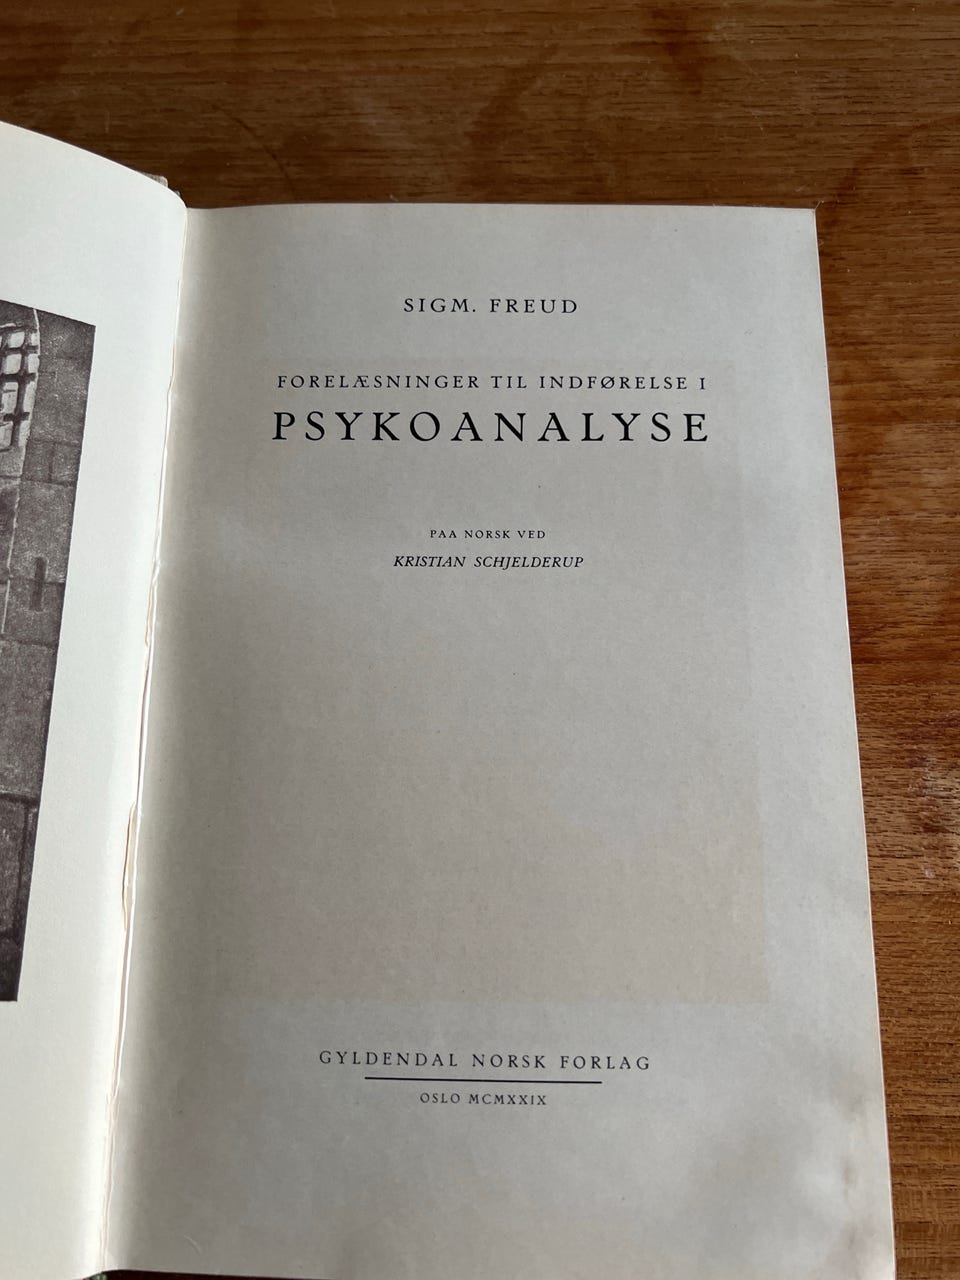 SIGM. FREUD
FORELÆSNINGER TIL INDFØRELSE I
PSYKOANALYSE
PAA NORSK VED
KRISTIAN SCHJELDERUP
GYLDENDAL NORSK FORLAG
OSLO MCMXXIX